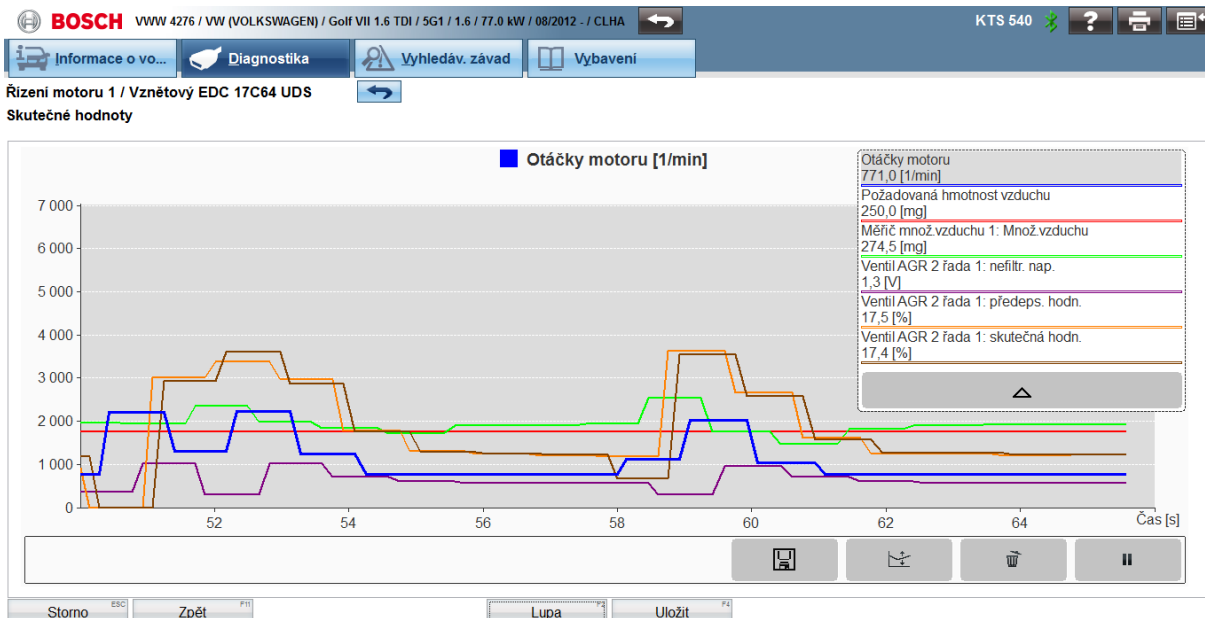 BOSCH VWW 4276 / VW (VOLKSWAGEN) / Golf VII 1.6 TDI / 5G1 / 1.6 / 77.0 kW / 08/2012 - / CLHA KTS 540 ?
Informace o vo... Diagnostika Vyhledáv. závad Vybavení
Řízení motoru 1 / Vznětový EDC 17C64 UDS
Skutečné hodnoty
Otáčky motoru [1/min]
Otáčky motoru
771,0 [1/min]
Požadovaná hmotnost vzduchu
250,0 [mg]
Měřič množ.vzduchu 1: Množ.vzduchu
274,5 [mg]
Ventil AGR 2 řada 1: nefiltr. nap.
1,3 [V]
Ventil AGR 2 řada 1: předeps. hodn.
17,5 [%]
Ventil AGR 2 řada 1: skutečná hodn.
17,4 [%]
7 000
6 000
5 000
4 000
3 000
2 000
1 000
0
52 54 56 58 60 62 64 Čas [s]
Storno ESC Zpět F11 Lupa F2 Uložit F4